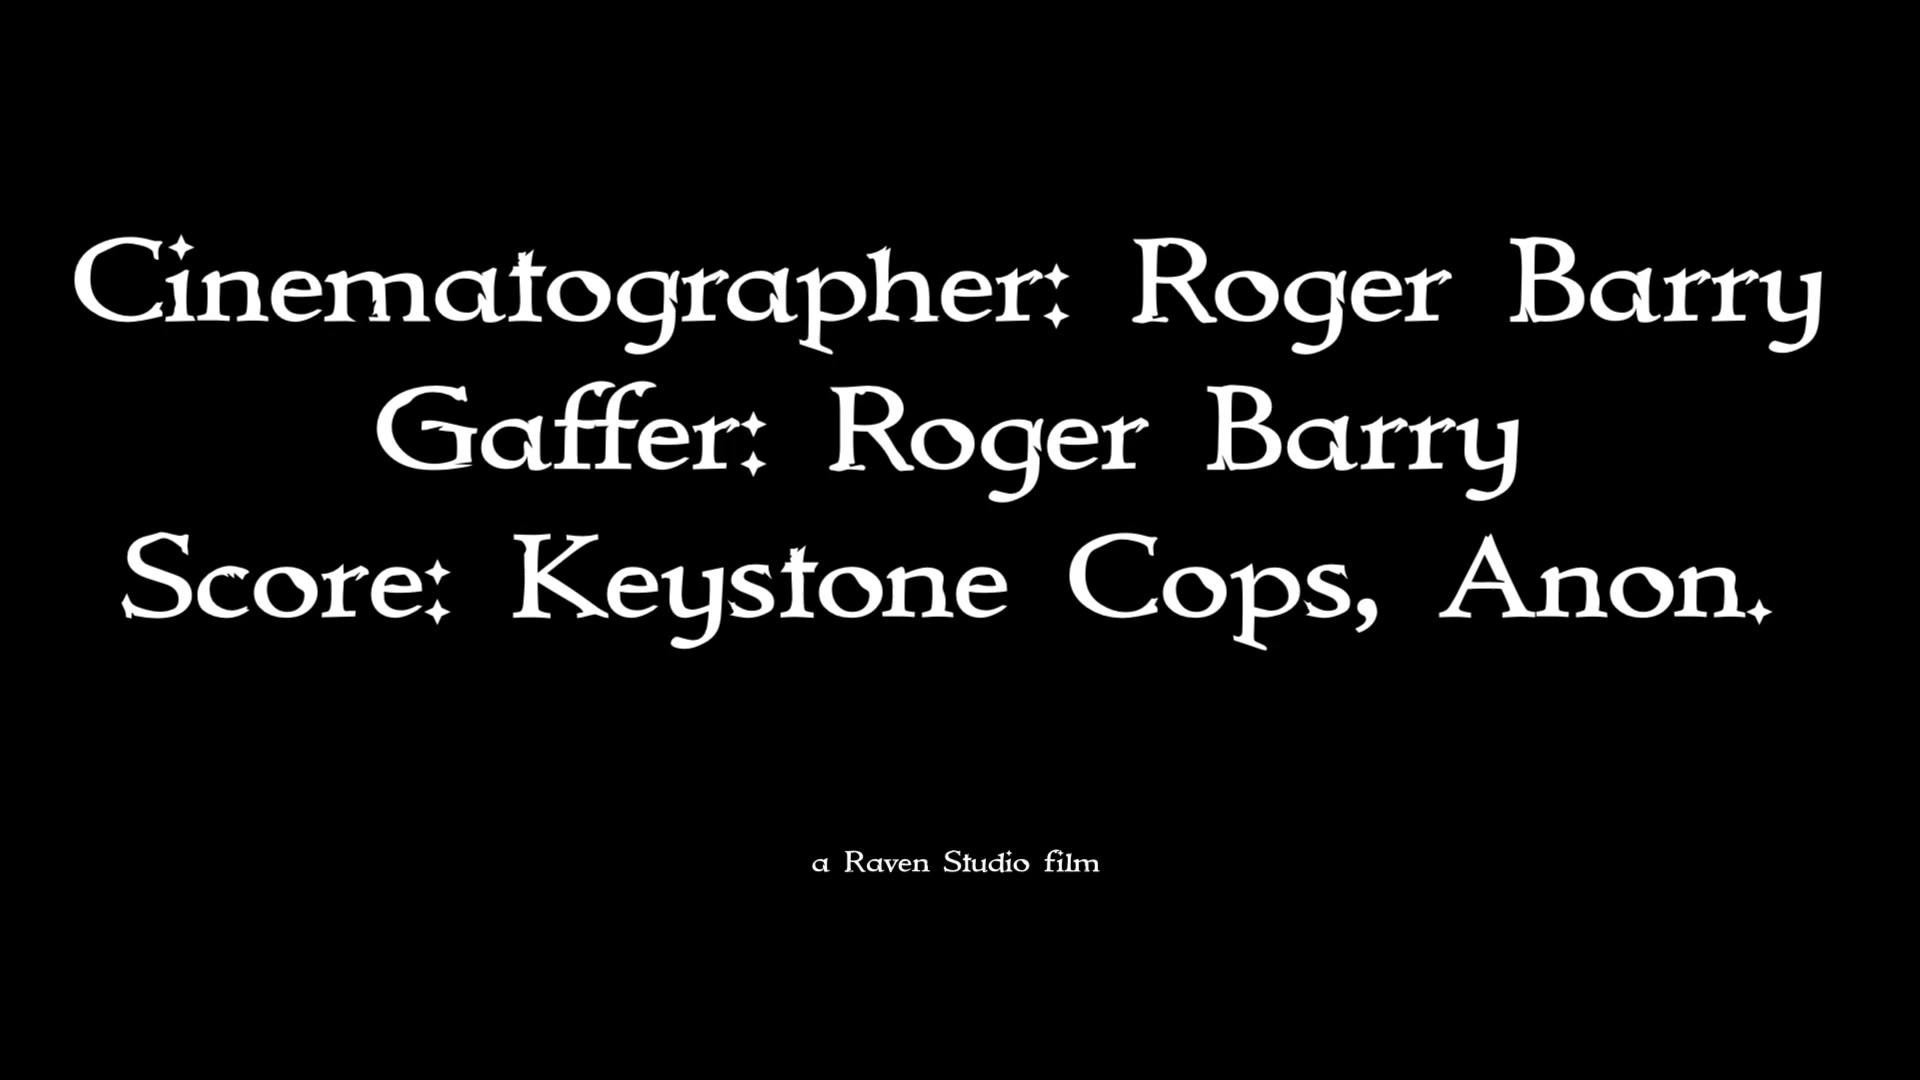 Cinematographer: Roger Barry
Gaffer: Roger Barry
Score: Keystone Cops, Anon.
a Raven Studio film